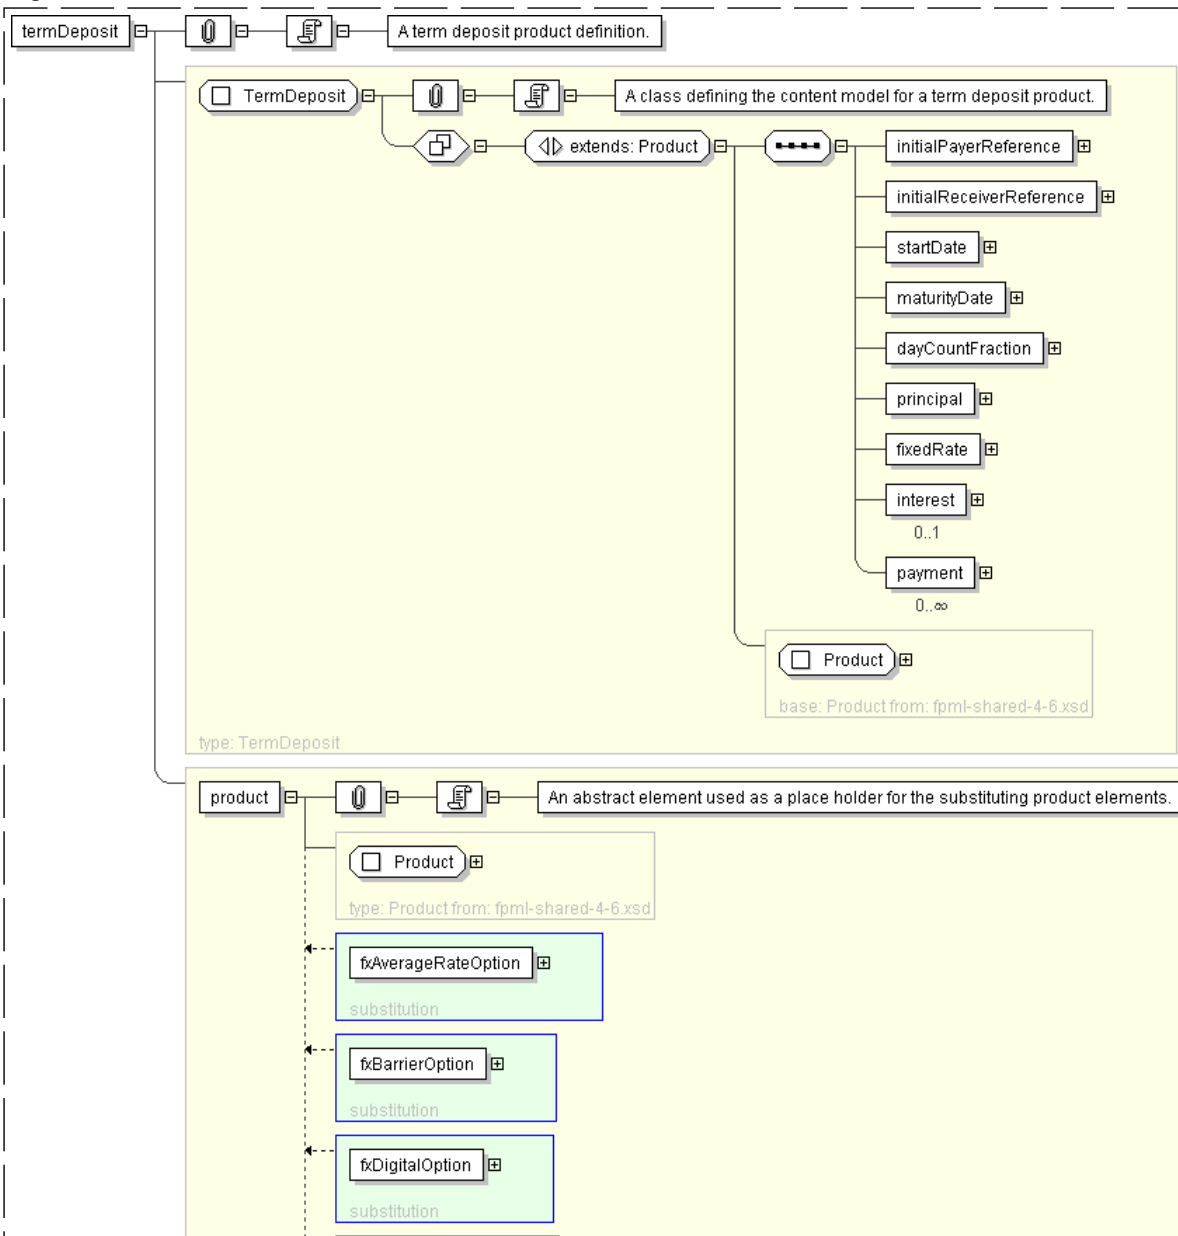 termDeposit
A term deposit product definition.
TermDeposit
A class defining the content model for a term deposit product.
extends: Product
initialPayerReference
initialReceiverReference
startDate
maturityDate
dayCountFraction
principal
fixedRate
interest
0..1
payment
0..∞
Product
base: Product from: fpml-shared-4-6.xsd
type: TermDeposit
product
An abstract element used as a place holder for the substituting product elements.
Product
type: Product from: fpml-shared-4-6.xsd
fxAverageRateOption
substitution
fxBarrierOption
substitution
fxDigitalOption
substitution